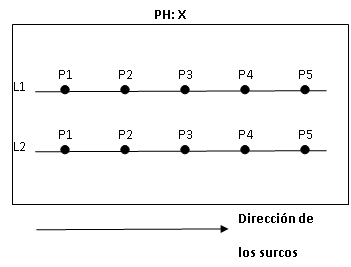 PH: X
P1 P2 P3 P4 P5
L1
P1 P2 P3 P4 P5
L2
Dirección de
los surcos